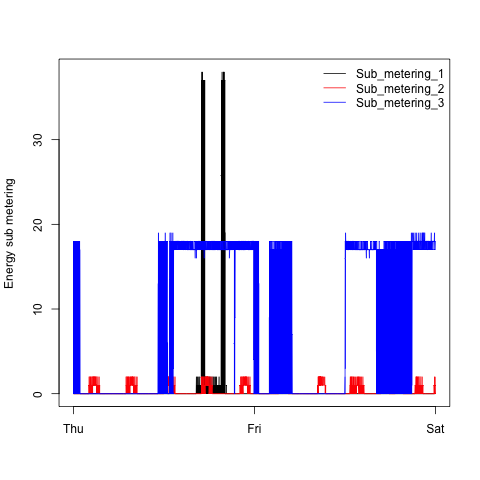 Sub_metering_1
Sub_metering_2
Sub_metering_3
Energy sub metering
30
20
10
0
Thu Fri Sat